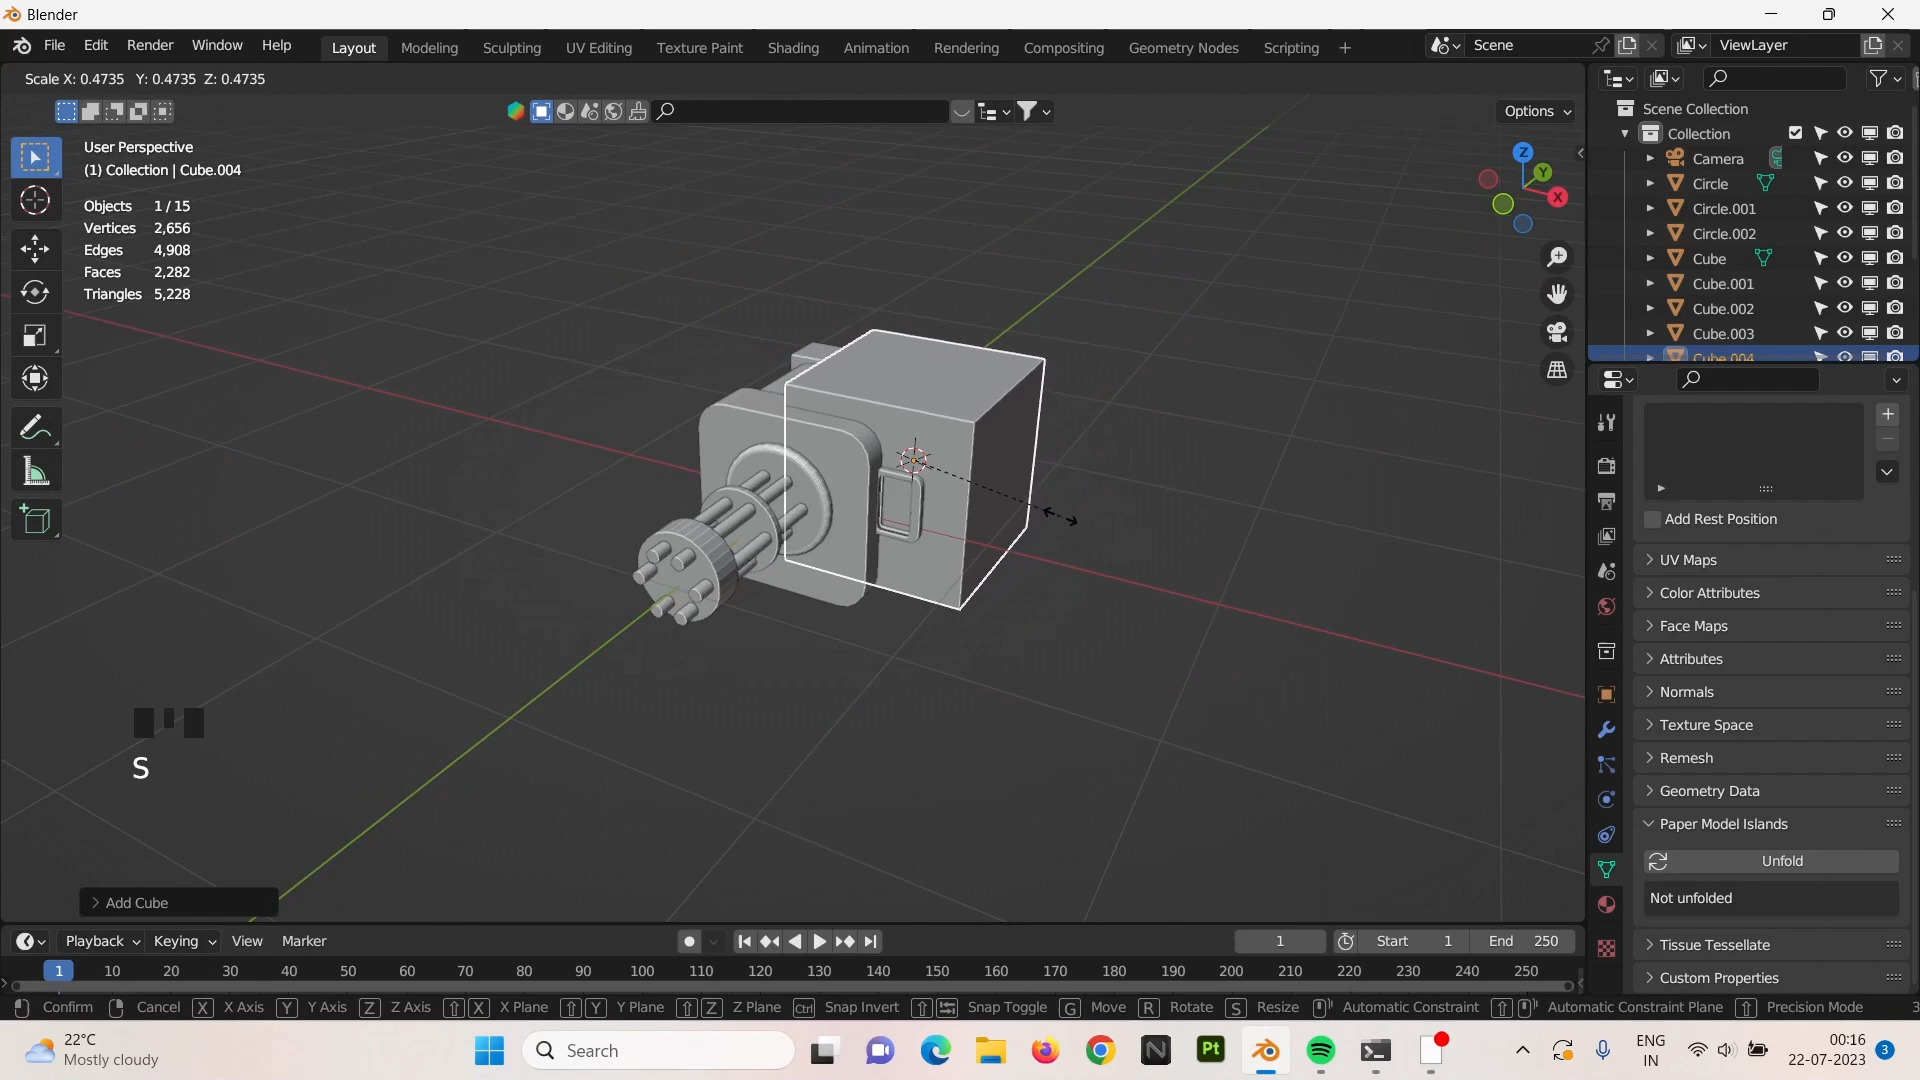 Blender
File Edit Render Window Help Layout Modeling Sculpting UV Editing Texture Paint Shading Animation Rendering Compositing Geometry Nodes Scripting + Scene ViewLayer
Scale X: 0.4735 Y: 0.4735 Z: 0.4735
Options
User Perspective
(1) Collection | Cube.004
Objects 1 / 15
Vertices 2,656
Edges 4,908
Faces 2,282
Triangles 5,228
Z
Y
X
Scene Collection
Collection
Camera
Circle
Circle.001
Circle.002
Cube
Cube.001
Cube.002
Cube.003
Cube.004
Add Rest Position
UV Maps
Color Attributes
Face Maps
Attributes
Normals
Texture Space
Remesh
Geometry Data
Paper Model Islands
Unfold
Not unfolded
Tissue Tessellate
Custom Properties
S
Add Cube
Playback Keying View Marker 1 Start 1 End 250
1 10 20 30 40 50 60 70 80 90 100 110 120 130 140 150 160 170 180 190 200 210 220 230 240 250
Confirm Cancel X X Axis Y Y Axis Z Z Axis X X Plane Y Y Plane Z Z Plane Ctrl Snap Invert Snap Toggle G Move R Rotate S Resize Automatic Constraint Automatic Constraint Plane Precision Mode 3
22°C
Mostly cloudy
Search
Pt
ENG
IN
00:16
22-07-2023
3